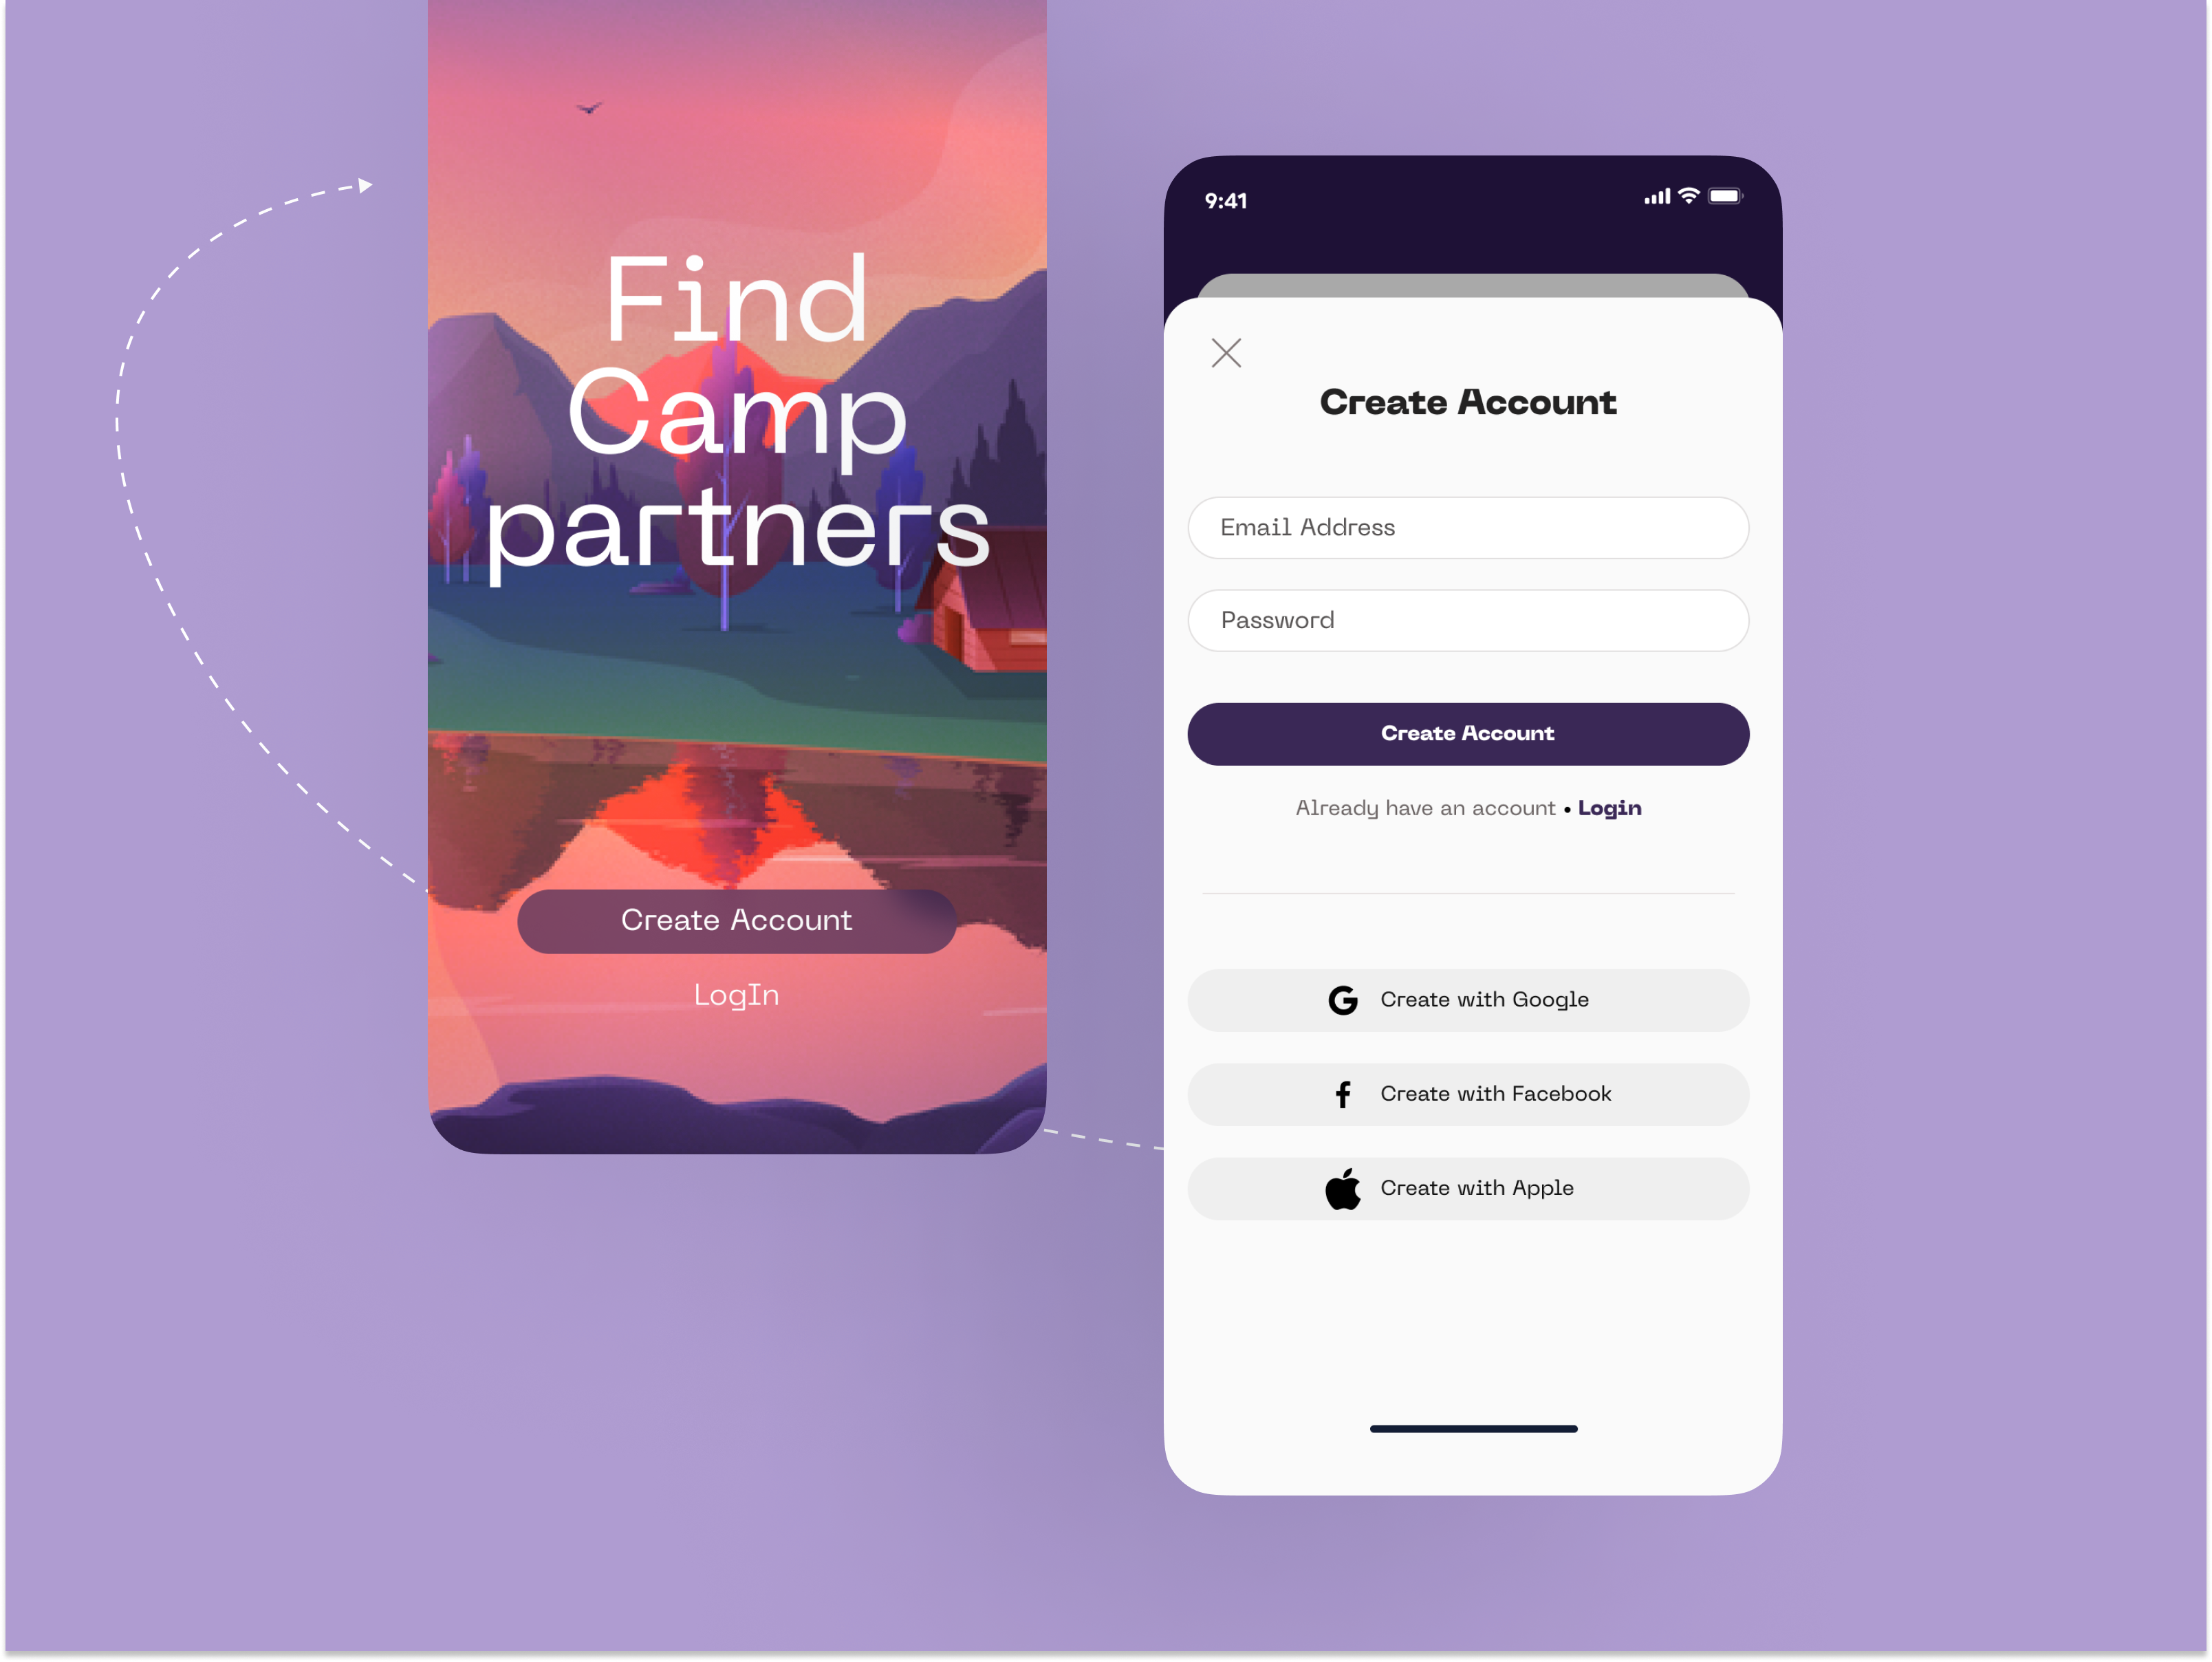 Find
Camp
partners
Create Account
LogIn
9:41
Create Account
Email Address
Password
Create Account
Already have an account • Login
Create with Google
Create with Facebook
Create with Apple